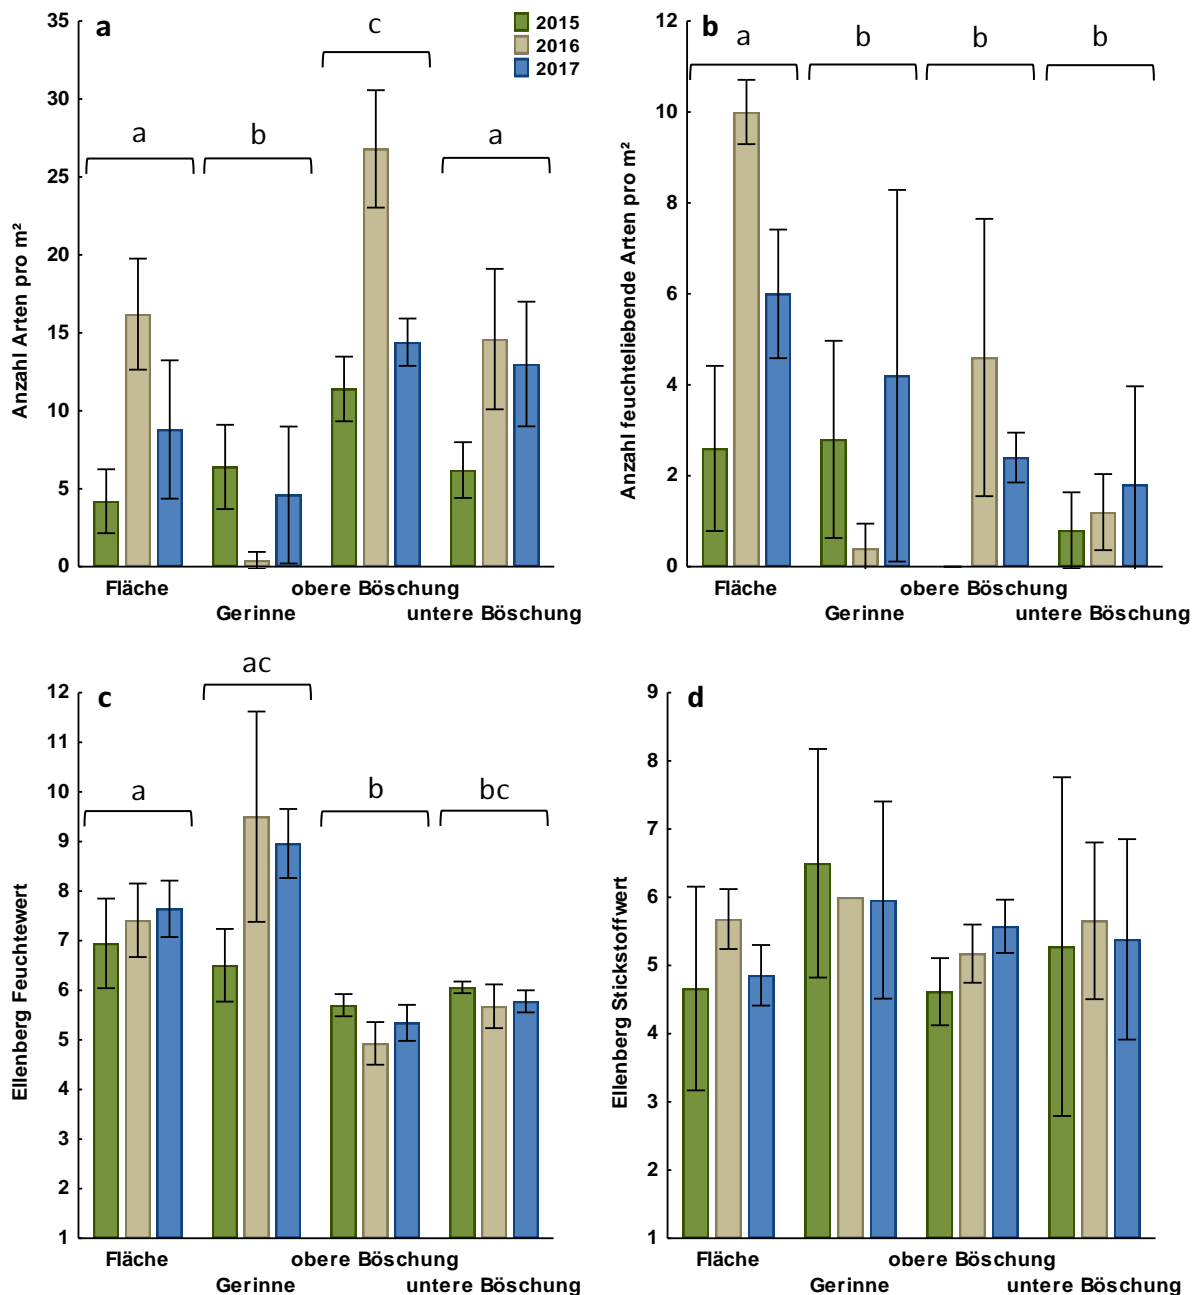 a
2015
2016
2017
35
30
25
20
15
10
5
0
Anzahl Arten pro m²
a
b
c
a
Fläche
Gerinne
obere Böschung
untere Böschung
b
12
10
8
6
4
2
0
Anzahl feuchteliebende Arten pro m²
a
b
b
b
Fläche
Gerinne
obere Böschung
untere Böschung
c
12
11
10
9
8
7
6
5
4
3
2
1
Ellenberg Feuchtewert
a
ac
b
bc
Fläche
Gerinne
obere Böschung
untere Böschung
d
9
8
7
6
5
4
3
2
1
Ellenberg Stickstoffwert
Fläche
Gerinne
obere Böschung
untere Böschung